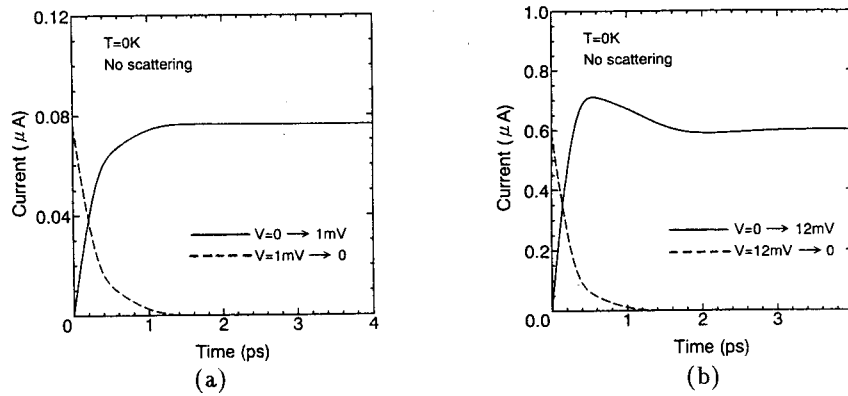 0.12
T=0K
No scattering
0.08
0.04
0
Current (μA)
V=0 → 1mV
V=1mV → 0
0 1 2 3 4
Time (ps)
(a)
1.0
T=0K
No scattering
0.8
0.6
0.4
0.2
0.0
Current (μA)
V=0 → 12mV
V=12mV → 0
0 1 2 3 4
Time (ps)
(b)